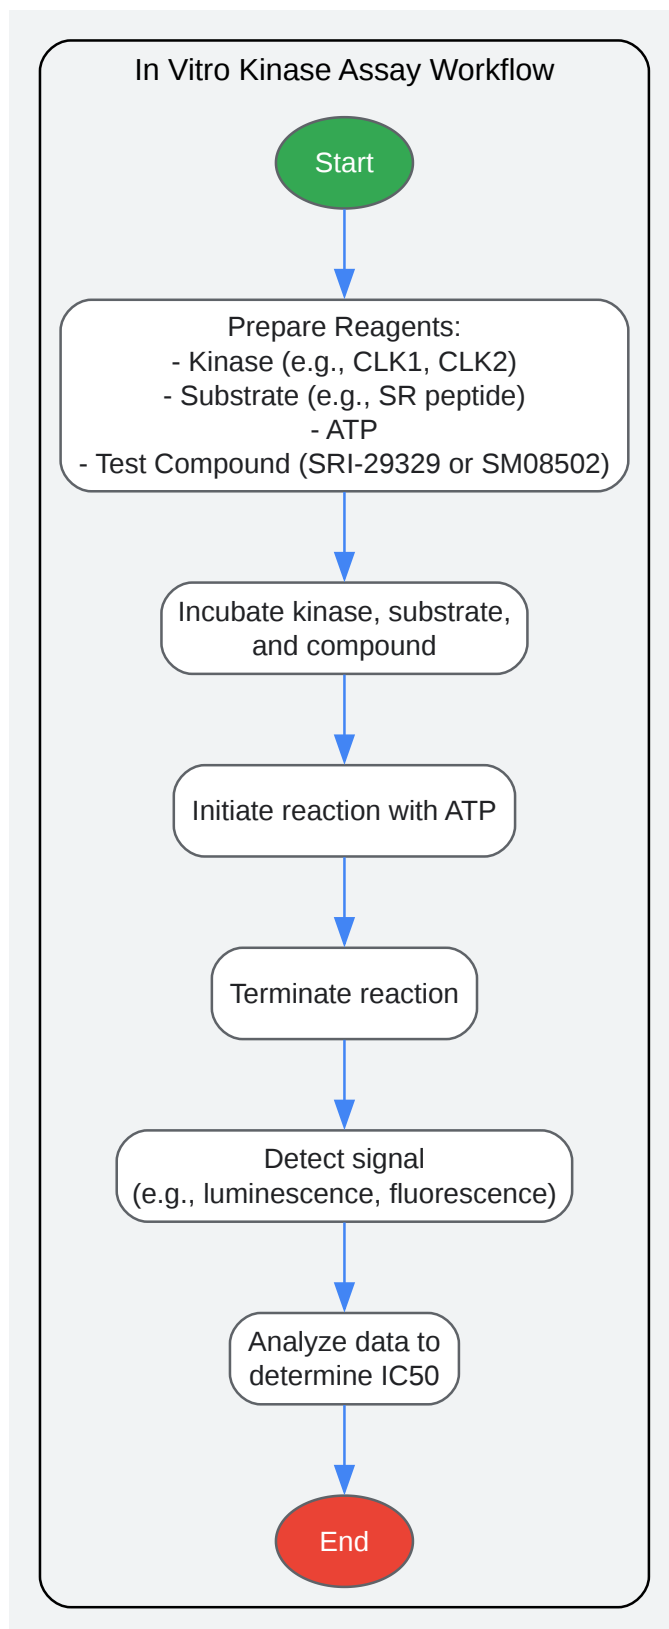 In Vitro Kinase Assay Workflow
Start
Prepare Reagents:
- Kinase (e.g., CLK1, CLK2)
- Substrate (e.g., SR peptide)
- ATP
- Test Compound (SRI-29329 or SM08502)
Incubate kinase, substrate,
and compound
Initiate reaction with ATP
Terminate reaction
Detect signal
(e.g., luminescence, fluorescence)
Analyze data to
determine IC50
End